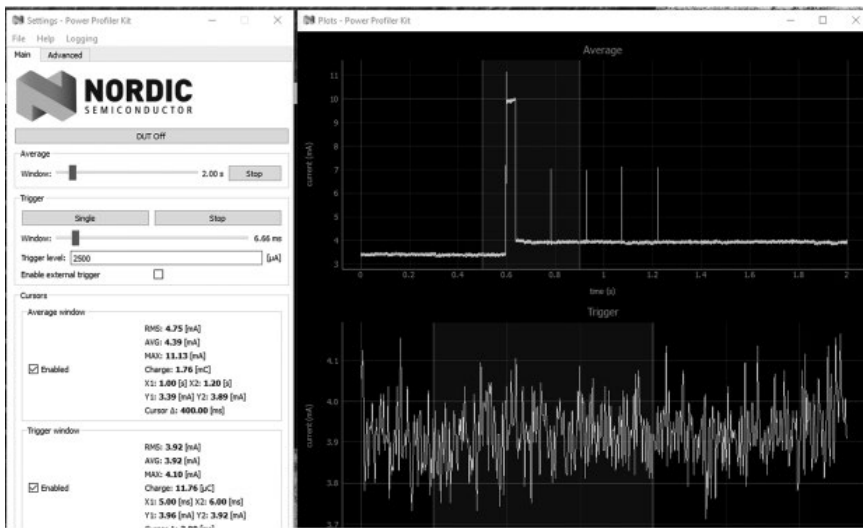 Settings - Power Profiler Kit
File Help Logging
Main Advanced
NORDIC
SEMICONDUCTOR
DUT Off
Average
Window: 2.00 s Stop
Trigger
Single Stop
Window: 6.66 ms
Trigger level: 2500 [µA]
Enable external trigger
Cursors
Average window
Enabled
RMS: 4.75 [mA]
AVG: 4.39 [mA]
MAX: 11.13 [mA]
Charge: 1.76 [mC]
X1: 1.00 [s] X2: 1.20 [s]
Y1: 3.39 [mA] Y2: 3.89 [mA]
Cursor Δ: 400.00 [ms]
Trigger window
Enabled
RMS: 3.92 [mA]
AVG: 3.92 [mA]
MAX: 4.10 [mA]
Charge: 11.76 [µC]
X1: 5.00 [ms] X2: 6.00 [ms]
Y1: 3.96 [mA] Y2: 3.92 [mA]
Plots - Power Profiler Kit
Average
current (mA)
11
10
9
8
7
6
5
4
3
0 0.2 0.4 0.6 0.8 1 1.2 1.4 1.6 1.8 2
time (s)
Trigger
current (mA)
4.1
4
3.9
3.8
3.7